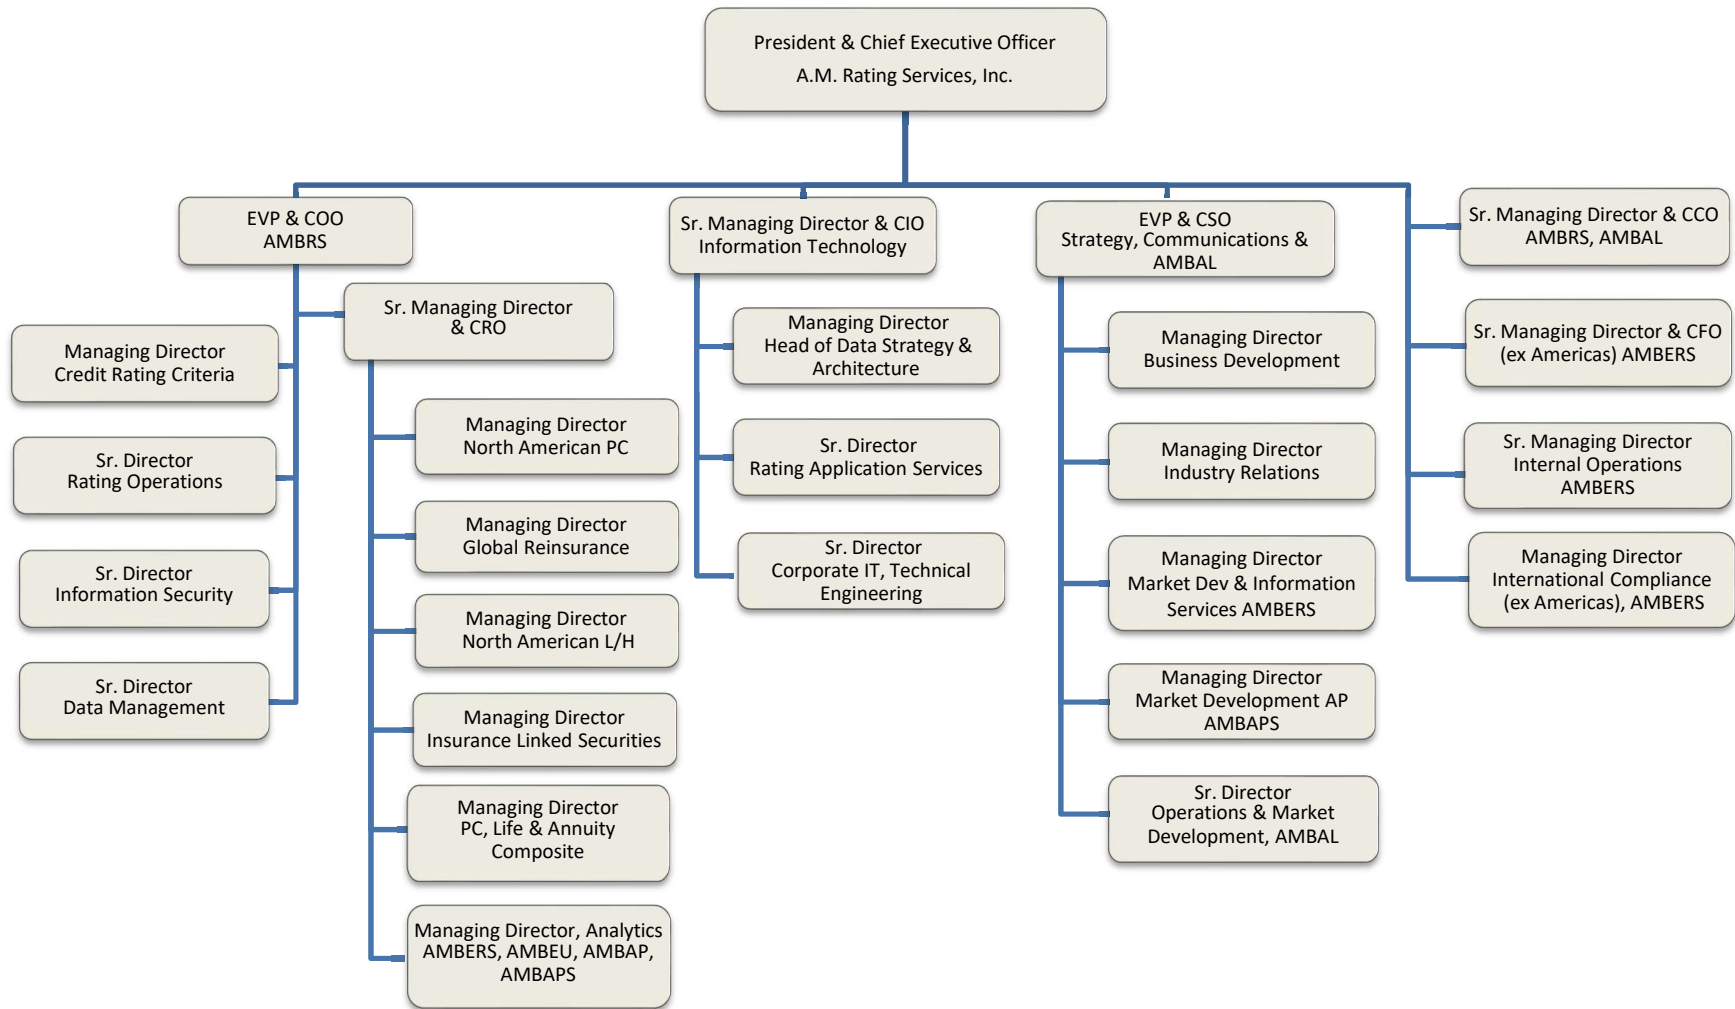 President & Chief Executive Officer
A.M. Rating Services, Inc.
EVP & COO
AMBRS
Sr. Managing Director
& CRO
Managing Director
Credit Rating Criteria
Sr. Director
Rating Operations
Sr. Director
Information Security
Sr. Director
Data Management
Managing Director
North American PC
Managing Director
Global Reinsurance
Managing Director
North American L/H
Managing Director
Insurance Linked Securities
Managing Director
PC, Life & Annuity
Composite
Managing Director, Analytics
AMBERS, AMBEU, AMBAP,
AMBAPS
Sr. Managing Director & CIO
Information Technology
Managing Director
Head of Data Strategy &
Architecture
Sr. Director
Rating Application Services
Sr. Director
Corporate IT, Technical
Engineering
EVP & CSO
Strategy, Communications &
AMBAL
Managing Director
Business Development
Managing Director
Industry Relations
Managing Director
Market Dev & Information
Services AMBERS
Managing Director
Market Development AP
AMBAPS
Sr. Director
Operations & Market
Development, AMBAL
Sr. Managing Director & CCO
AMBRS, AMBAL
Sr. Managing Director & CFO
(ex Americas) AMBERS
Sr. Managing Director
Internal Operations
AMBERS
Managing Director
International Compliance
(ex Americas), AMBERS